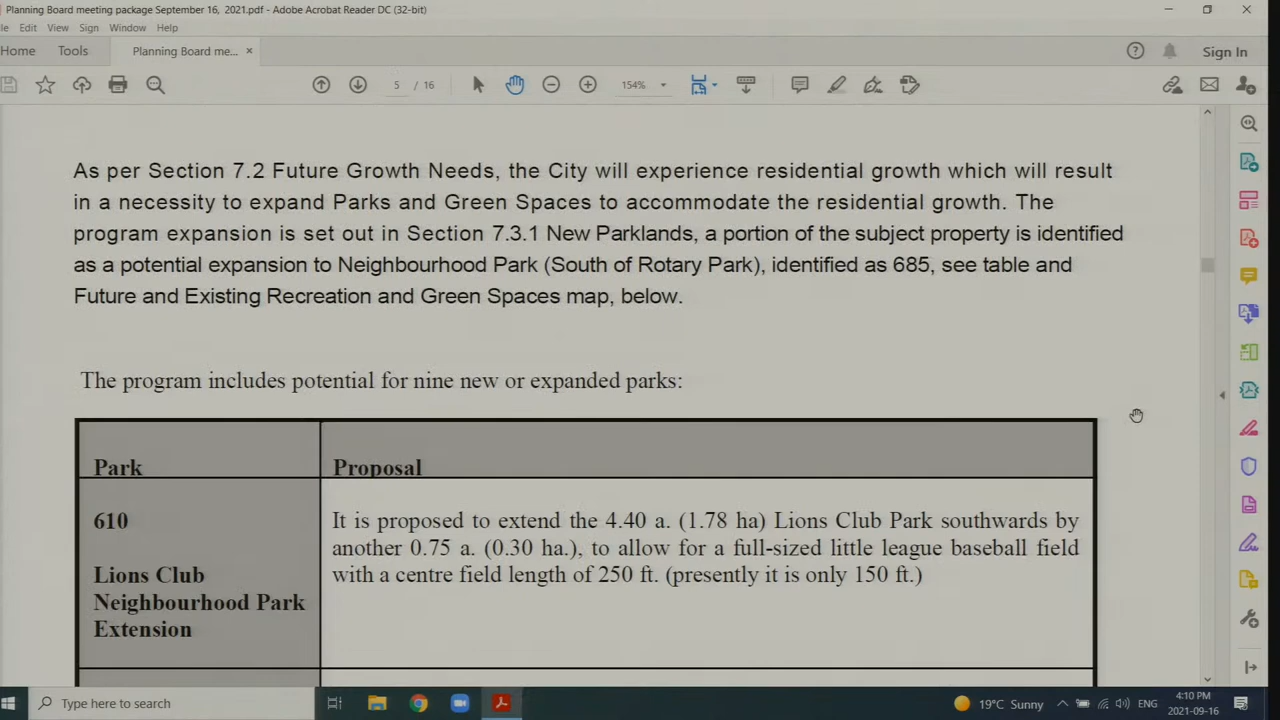 Planning Board meeting package September 16, 2021.pdf - Adobe Acrobat Reader DC (32-bit)
Edit View Sign Window Help
Home Tools Planning Board me... × Sign In
5 / 16 154%
As per Section 7.2 Future Growth Needs, the City will experience residential growth which will result
in a necessity to expand Parks and Green Spaces to accommodate the residential growth. The
program expansion is set out in Section 7.3.1 New Parklands, a portion of the subject property is identified
as a potential expansion to Neighbourhood Park (South of Rotary Park), identified as 685, see table and
Future and Existing Recreation and Green Spaces map, below.
The program includes potential for nine new or expanded parks:
Park Proposal
610
Lions Club
Neighbourhood Park
Extension
It is proposed to extend the 4.40 a. (1.78 ha) Lions Club Park southwards by
another 0.75 a. (0.30 ha.), to allow for a full-sized little league baseball field
with a centre field length of 250 ft. (presently it is only 150 ft.)
Type here to search
19°C Sunny
ENG
4:10 PM
2021-09-16